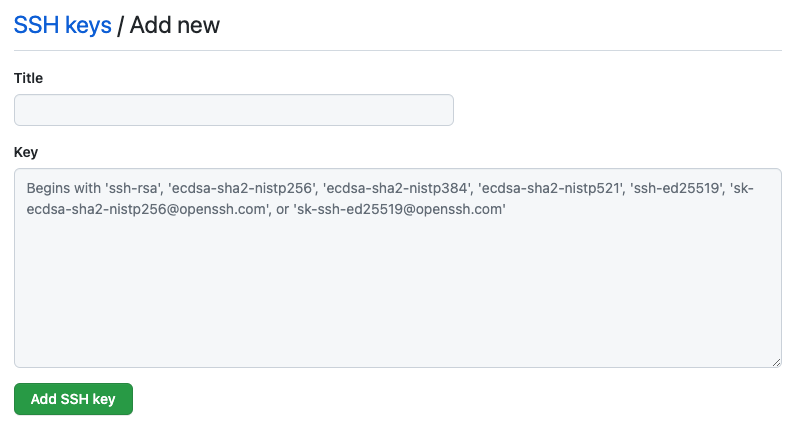 SSH keys / Add new
Title
Key
Begins with 'ssh-rsa', 'ecdsa-sha2-nistp256', 'ecdsa-sha2-nistp384', 'ecdsa-sha2-nistp521', 'ssh-ed25519', 'sk-
ecdsa-sha2-nistp256@openssh.com', or 'sk-ssh-ed25519@openssh.com'
Add SSH key